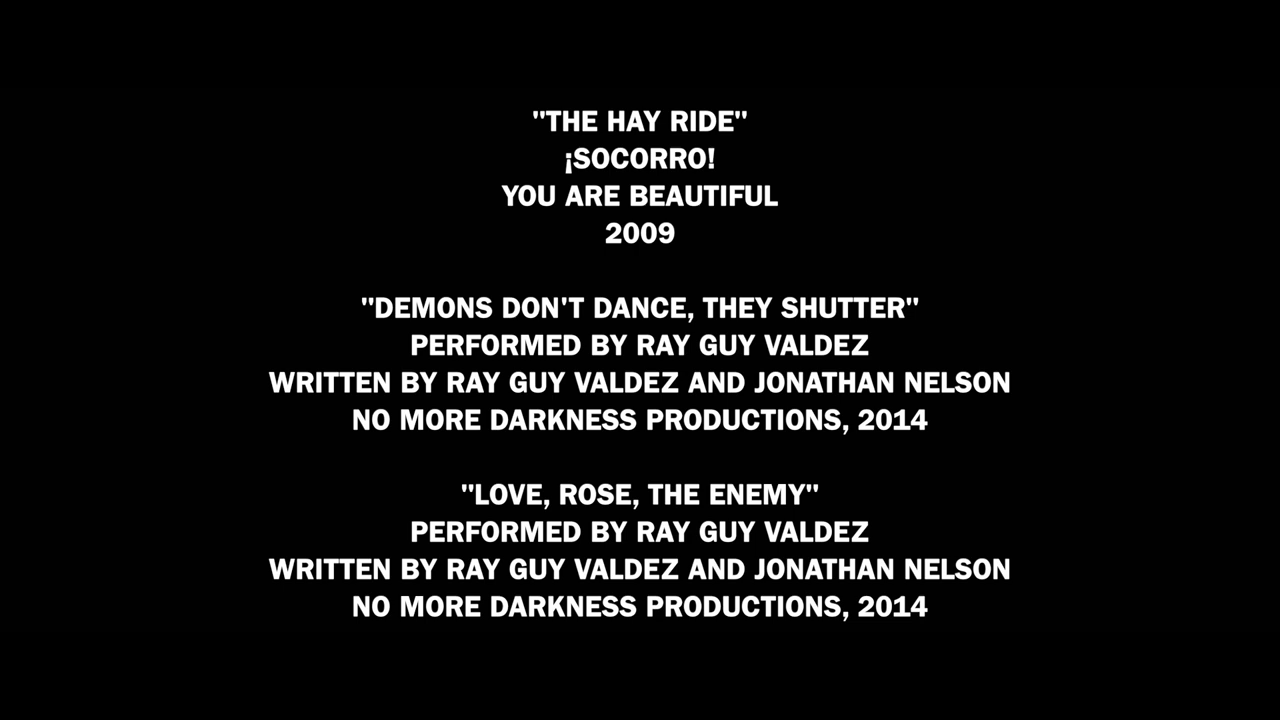 "THE HAY RIDE"
¡SOCORRO!
YOU ARE BEAUTIFUL
2009
"DEMONS DON'T DANCE, THEY SHUTTER"
PERFORMED BY RAY GUY VALDEZ
WRITTEN BY RAY GUY VALDEZ AND JONATHAN NELSON
NO MORE DARKNESS PRODUCTIONS, 2014
"LOVE, ROSE, THE ENEMY"
PERFORMED BY RAY GUY VALDEZ
WRITTEN BY RAY GUY VALDEZ AND JONATHAN NELSON
NO MORE DARKNESS PRODUCTIONS, 2014